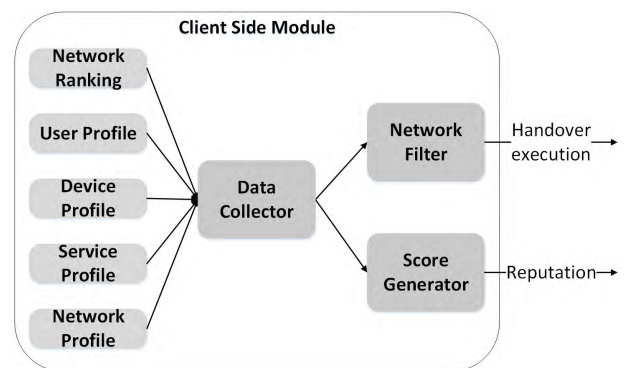 Client Side Module
Network
Ranking
User Profile
Device
Profile
Service
Profile
Network
Profile
Data
Collector
Network
Filter
Score
Generator
Handover
execution
Reputation